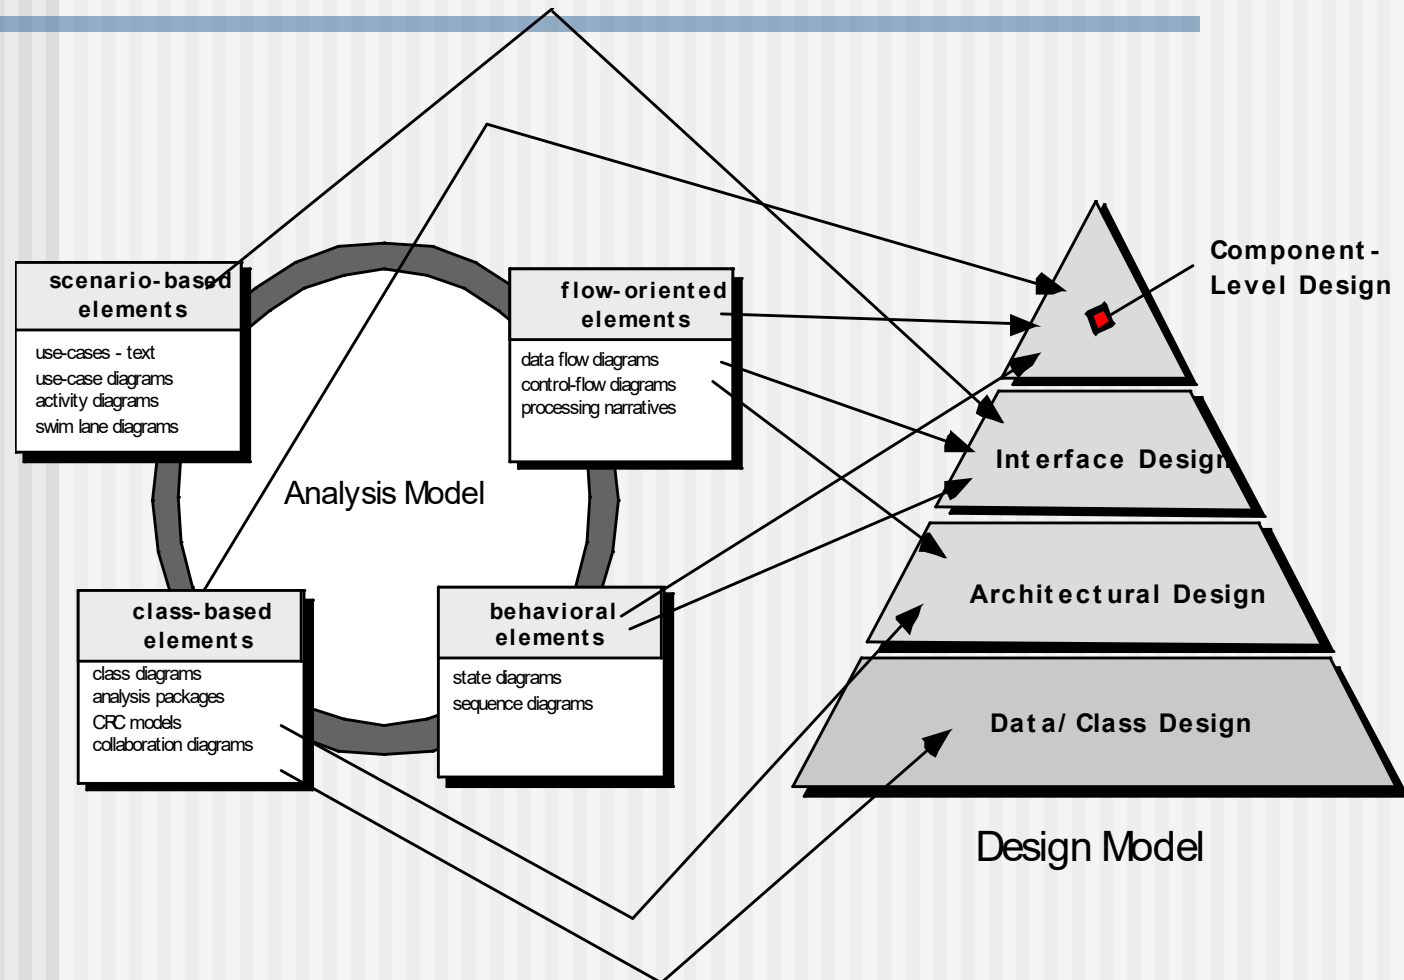 scenario-based
elements
use-cases - text
use-case diagrams
activity diagrams
swim lane diagrams
flow-oriented
elements
data flow diagrams
control-flow diagrams
processing narratives
Analysis Model
class-based
elements
class diagrams
analysis packages
CRC models
collaboration diagrams
behavioral
elements
state diagrams
sequence diagrams
Component-
Level Design
Interface Design
Architectural Design
Data/Class Design
Design Model